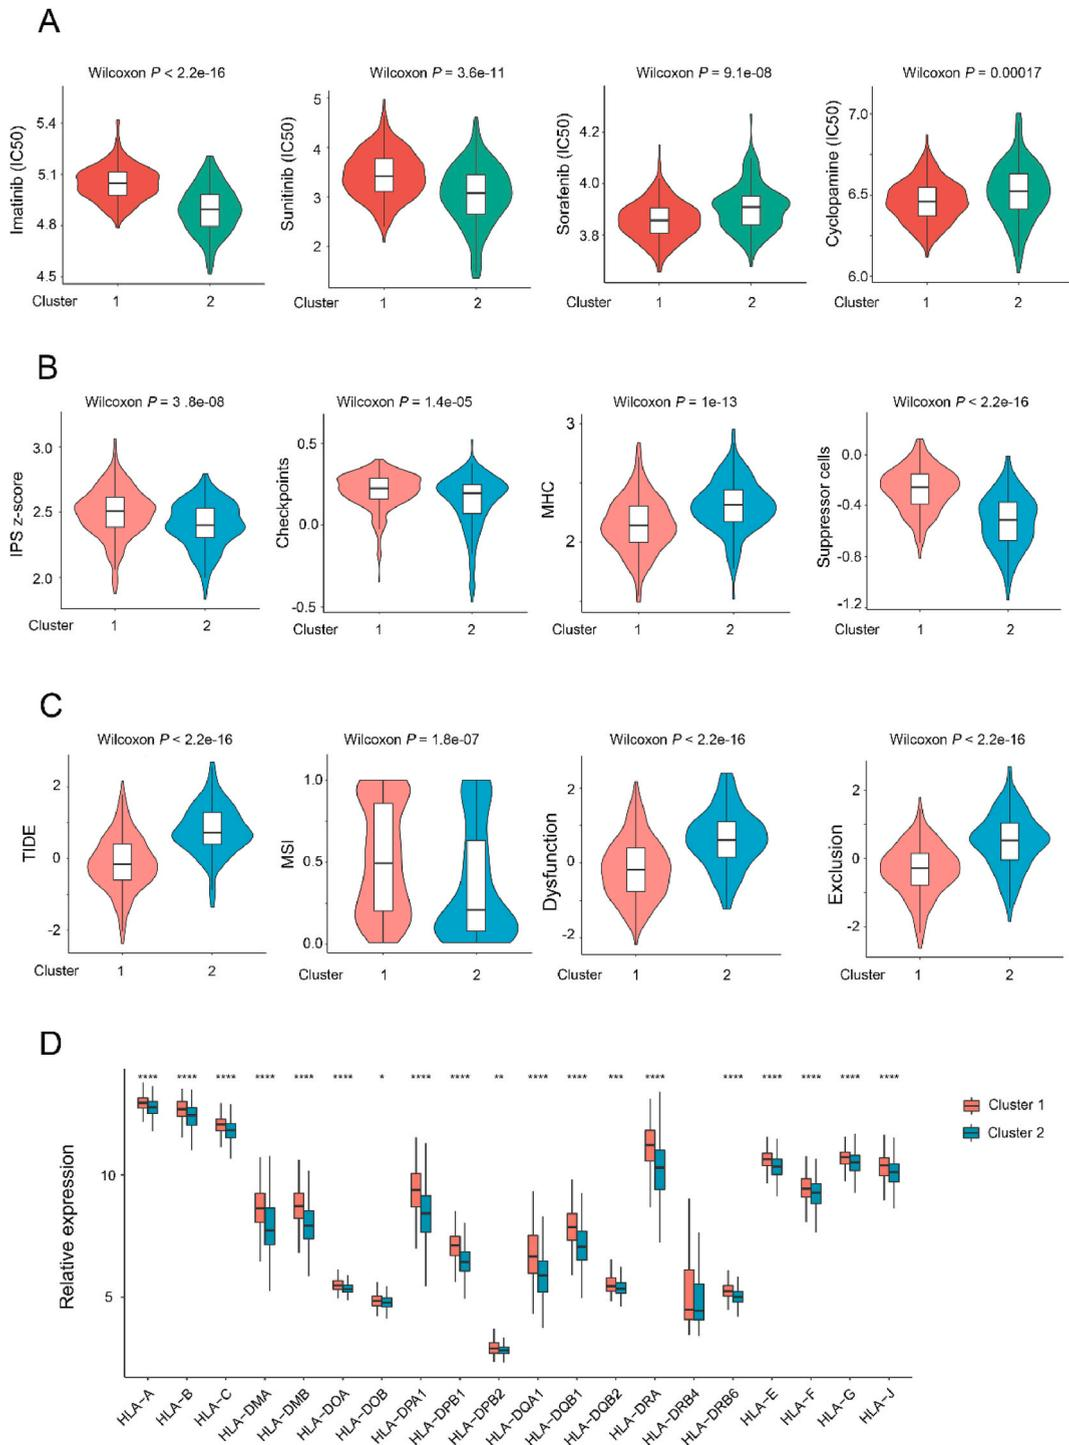 A
Wilcoxon P < 2.2e-16
Wilcoxon P = 3.6e-11
Wilcoxon P = 9.1e-08
Wilcoxon P = 0.00017
Imatinib (IC50)
5.4
5.1
4.8
4.5
Sunitinib (IC50)
5
4
3
2
Sorafenib (IC50)
4.2
4.0
3.8
Cyclopamine (IC50)
7.0
6.5
6.0
Cluster 1 2
1 2
1 2
1 2
B
Wilcoxon P = 3 .8e-08
Wilcoxon P = 1.4e-05
Wilcoxon P = 1e-13
Wilcoxon P < 2.2e-16
IPS z-score
3.0
2.5
2.0
Checkpoints
0.5
0.0
-0.5
MHC
3
2
Suppressor cells
0.0
-0.4
-0.8
-1.2
Cluster 1 2
Cluster 1 2
Cluster 1 2
Cluster 1 2
C
Wilcoxon P < 2.2e-16
Wilcoxon P = 1.8e-07
Wilcoxon P < 2.2e-16
Wilcoxon P < 2.2e-16
TIDE
2
0
-2
MSI
1.0
0.5
0.0
Dysfunction
2
0
-2
Exclusion
2
0
-2
Cluster 1 2
Cluster 1 2
Cluster 1 2
Cluster 1 2
D
**** **** **** **** **** **** * **** **** ** **** **** *** **** **** **** **** **** ****
Relative expression
10
5
Cluster 1
Cluster 2
HLA-A
HLA-B
HLA-C
HLA-DMA
HLA-DMB
HLA-DOA
HLA-DOB
HLA-DPA1
HLA-DPB1
HLA-DPB2
HLA-DQA1
HLA-DQB1
HLA-DQB2
HLA-DRA
HLA-DRB4
HLA-DRB6
HLA-E
HLA-F
HLA-G
HLA-J